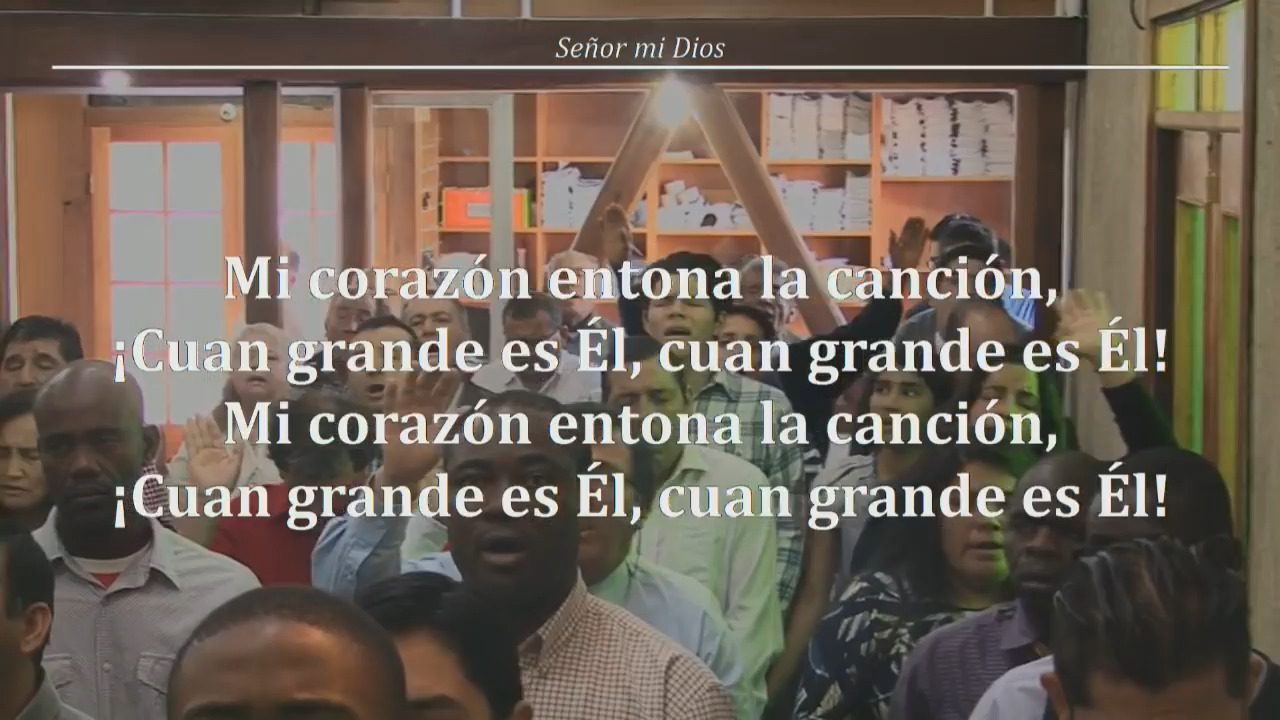 Señor mi Dios
Mi corazón entona la canción,
¡Cuan grande es Él, cuan grande es Él!
Mi corazón entona la canción,
¡Cuan grande es Él, cuan grande es Él!